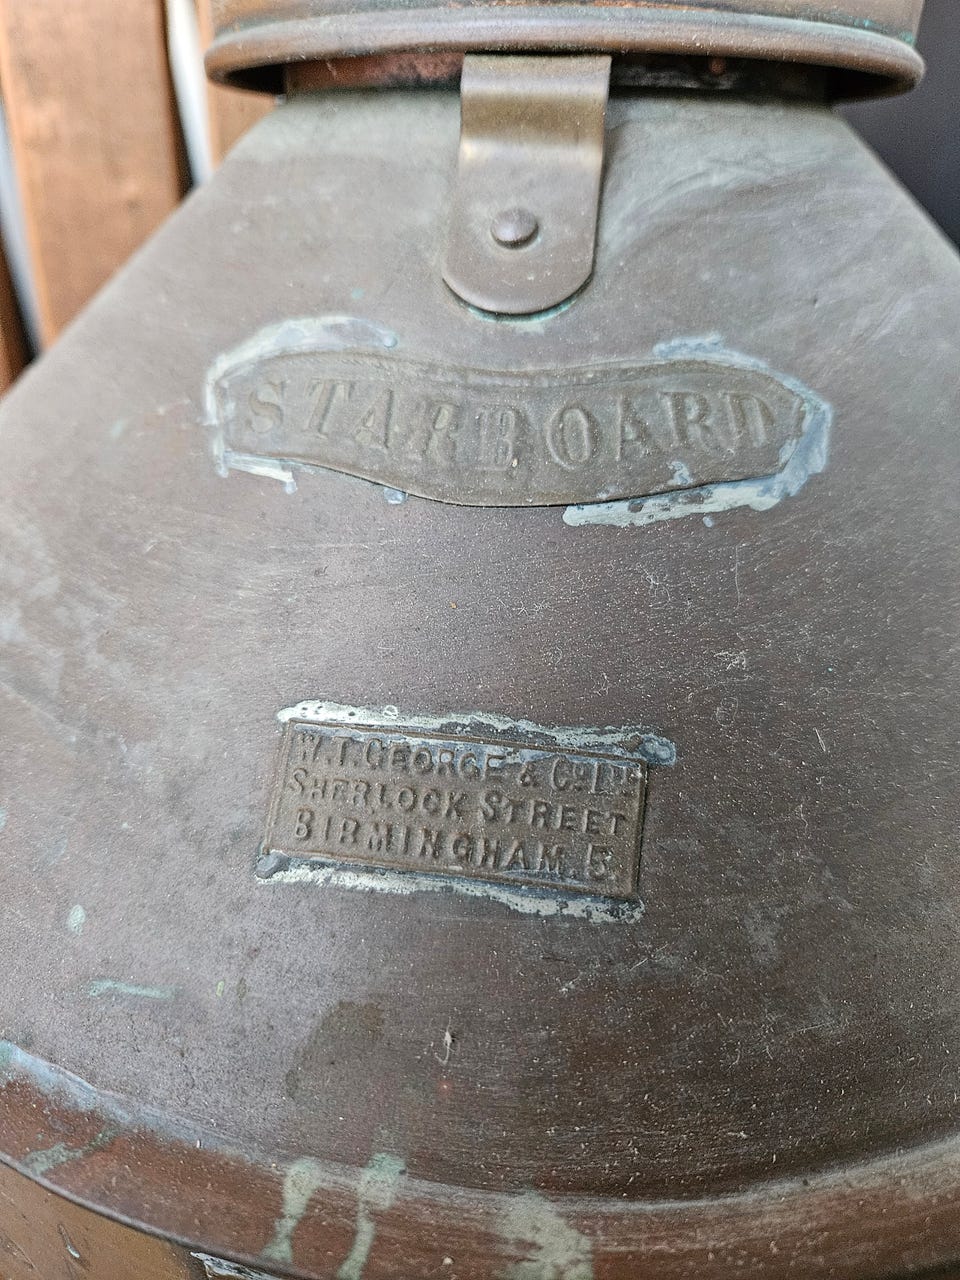 STARBOARD
W.T. GEORGE & Co LTD
SHERLOCK STREET
BIRMINGHAM. 5.